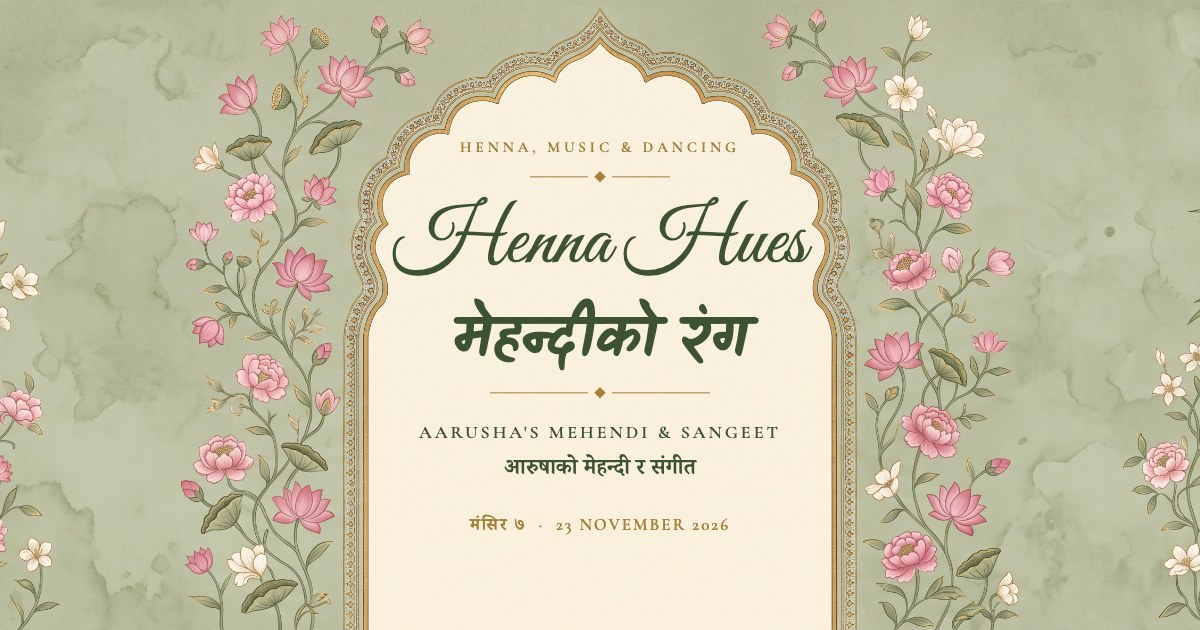 HENNA, MUSIC & DANCING
Henna Hues
मेहन्दीको रंग
AARUSHA'S MEHENDI & SANGEET
आरुषाको मेहन्दी र संगीत
मंसिर ७ · 23 NOVEMBER 2026